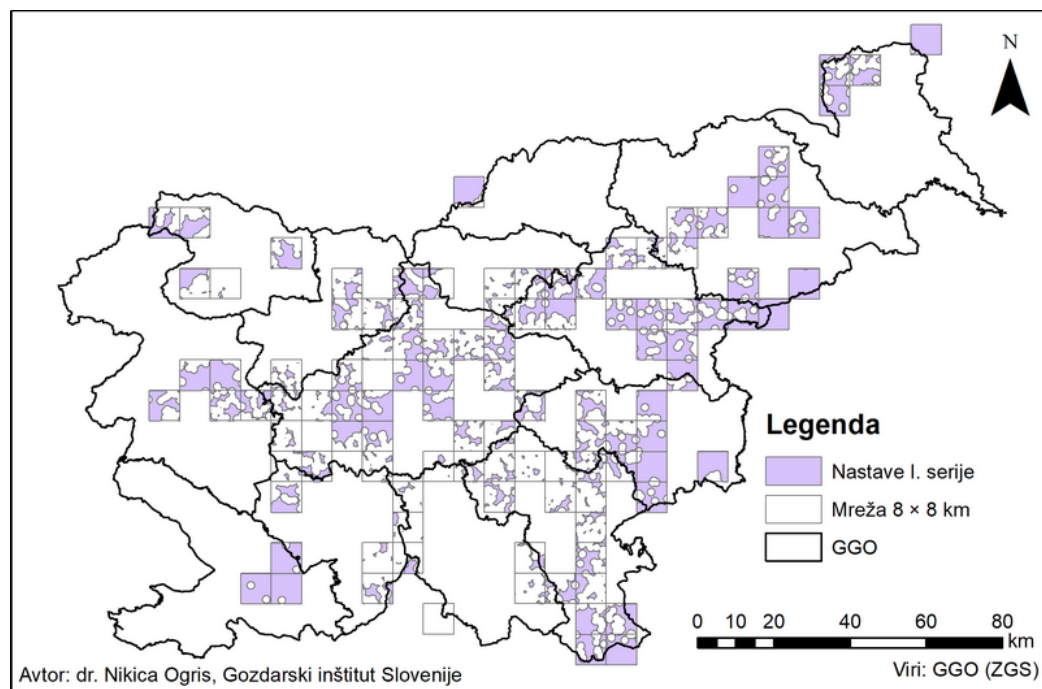 N
Legenda
Nastave I. serije
Mreža 8 × 8 km
GGO
0 10 20 40 60 80
km
Avtor: dr. Nikica Ogris, Gozdarski inštitut Slovenije
Viri: GGO (ZGS)